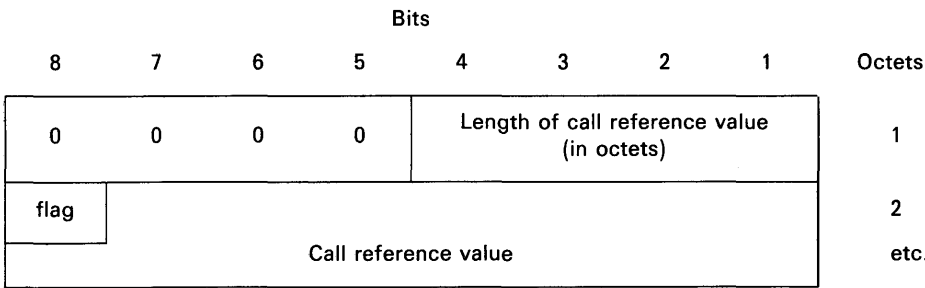 Bits
8 7 6 5 4 3 2 1 Octets
0 0 0 0 Length of call reference value
(in octets) 1
flag 2
Call reference value etc.